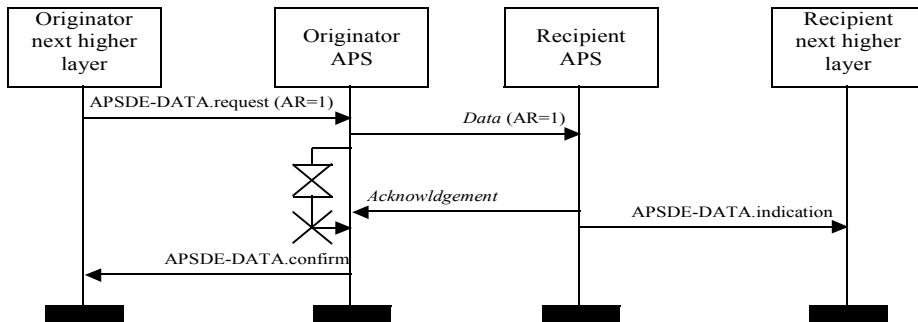 Originator
next higher
layer
Originator
APS
Recipient
APS
Recipient
next higher
layer
APSDE-DATA.request (AR=1)
Data (AR=1)
Acknowldgement
APSDE-DATA.indication
APSDE-DATA.confirm